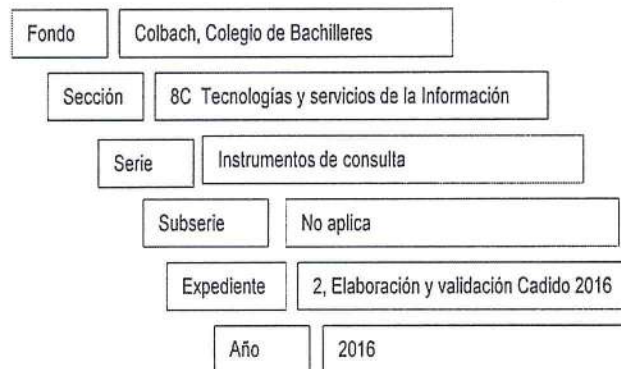 Fondo Colbach, Colegio de Bachilleres
Sección 8C Tecnologías y servicios de la Información
Serie Instrumentos de consulta
Subserie No aplica
Expediente 2, Elaboración y validación Cadido 2016
Año 2016